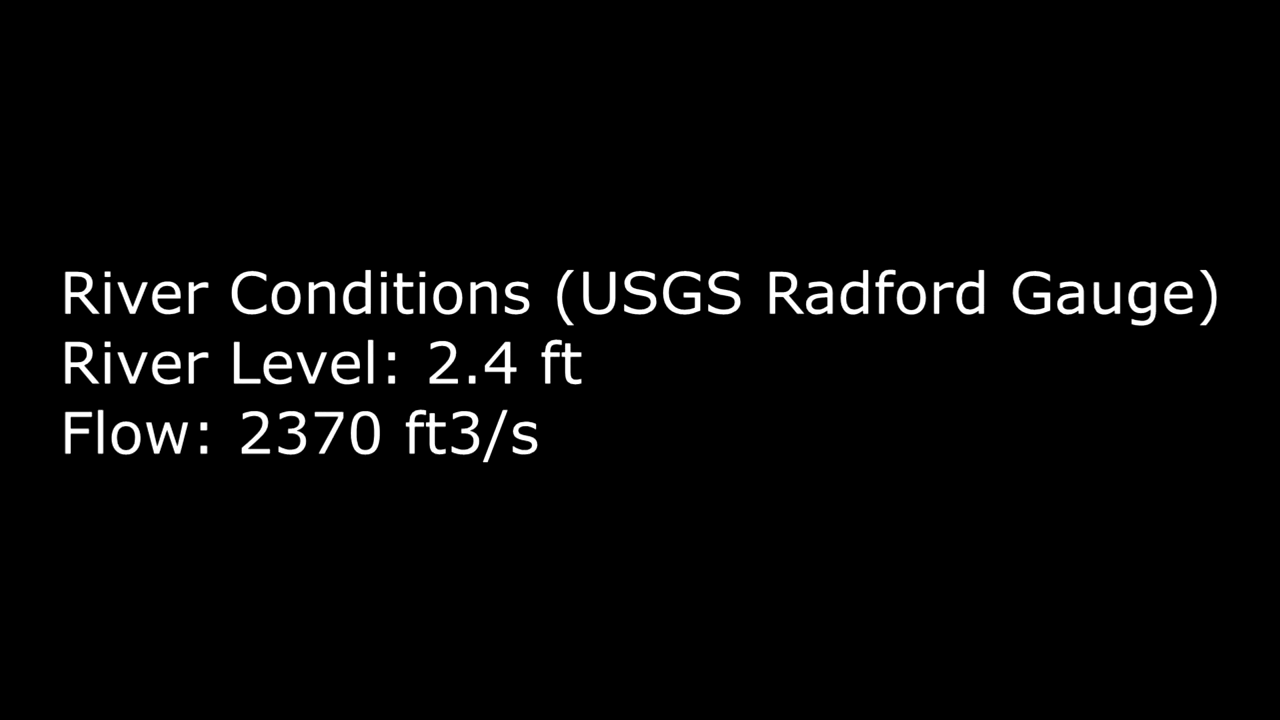 River Conditions (USGS Radford Gauge)
River Level: 2.4 ft
Flow: 2370 ft3/s